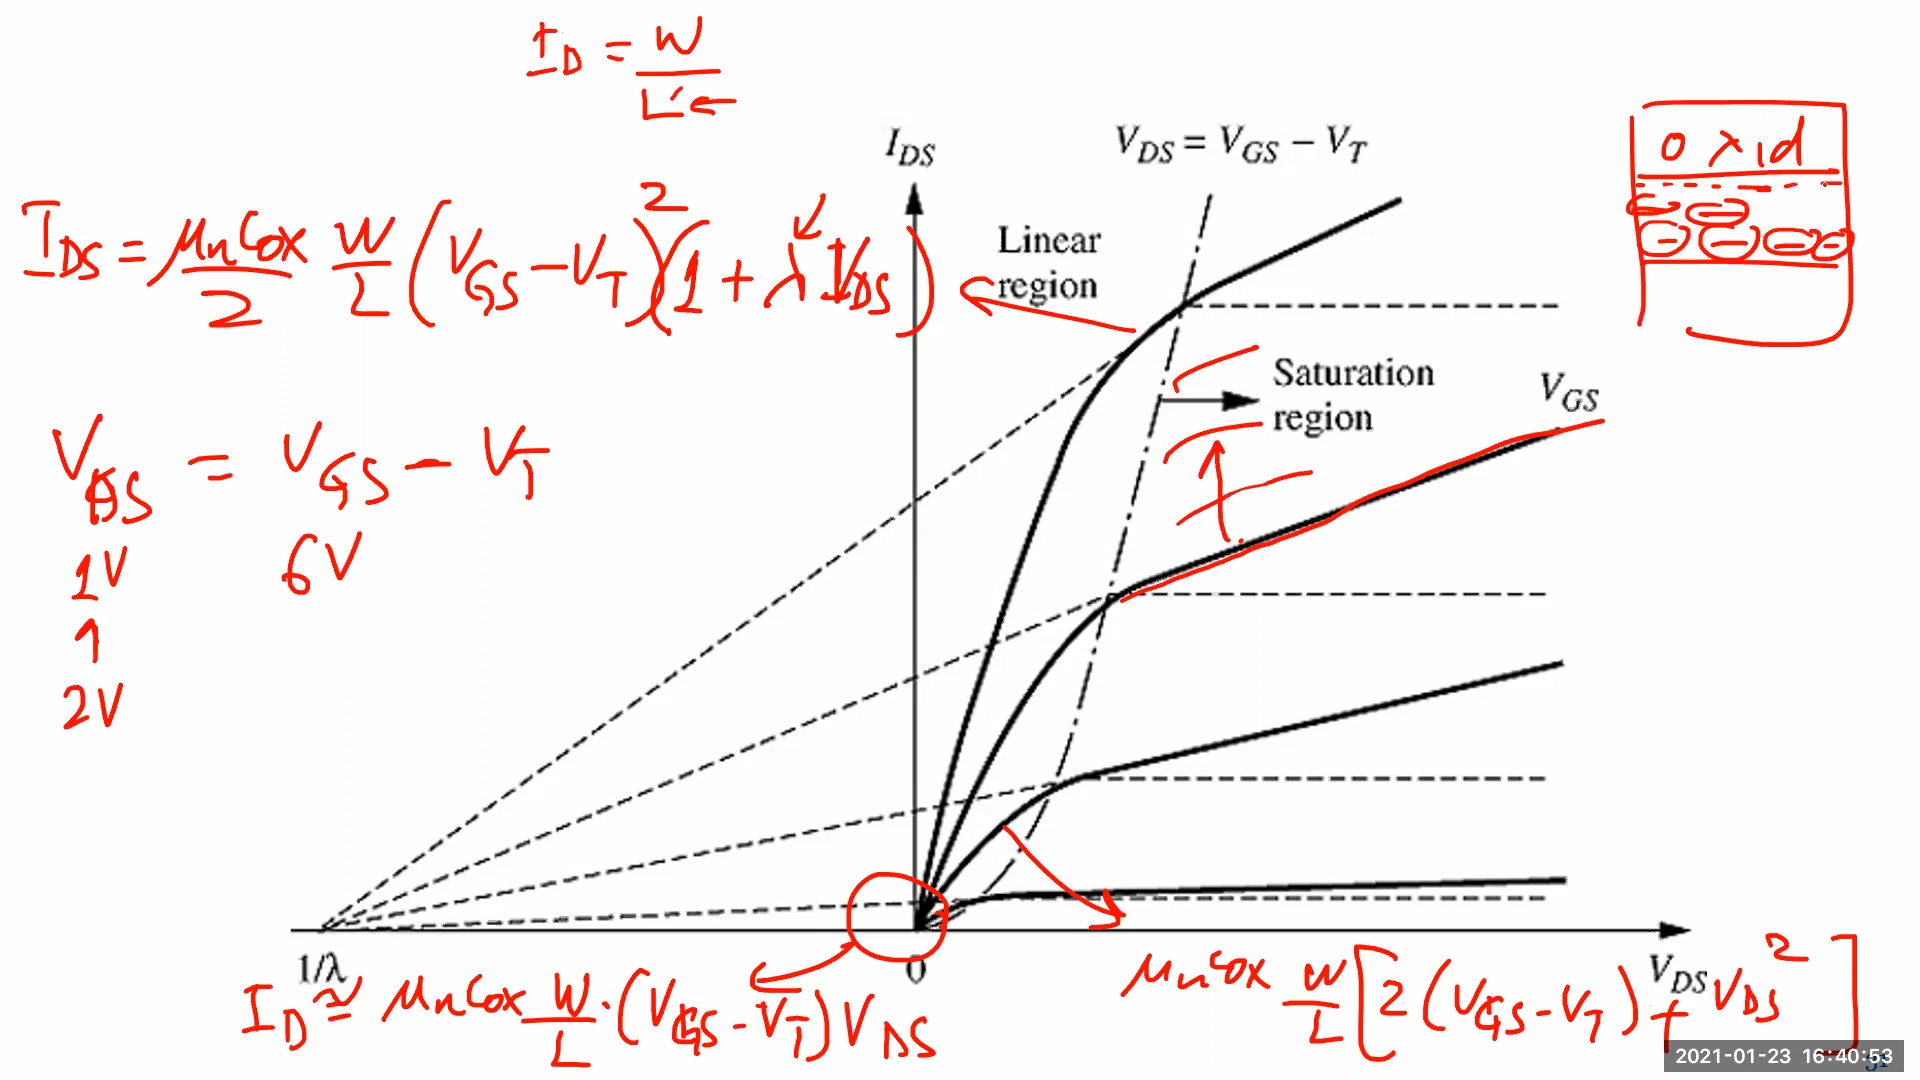 I_D = W / L' ←
I_DS
V_DS = V_GS − V_T
oxid
I_DS = μnCox/2 W/L (V_GS − V_T)^2 (1 + λ V_DS)
Linear
region
Saturation
region
V_GS
V_DS = V_GS − V_T
1V 6V
1
2V
1/λ
0
V_DS
I_D ≅ μnCox W/L · (V_GS − V_T) V_DS
μnCox W/L [2 (V_GS − V_T) + V_DS^2]
2021-01-23 16:40:53